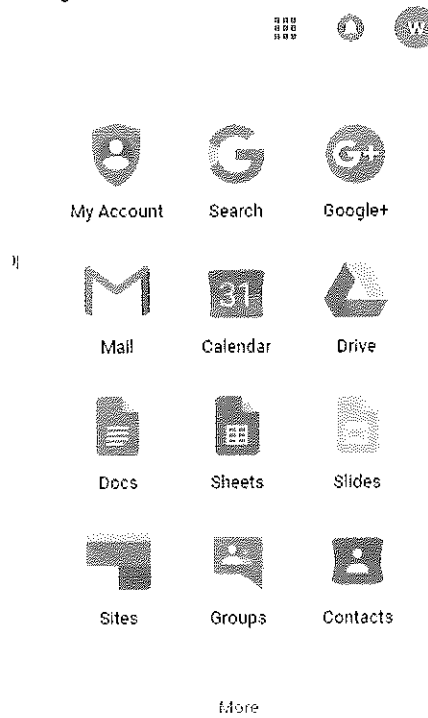 W
My Account Search Google+
31
Mail Calendar Drive
Docs Sheets Slides
Sites Groups Contacts
More